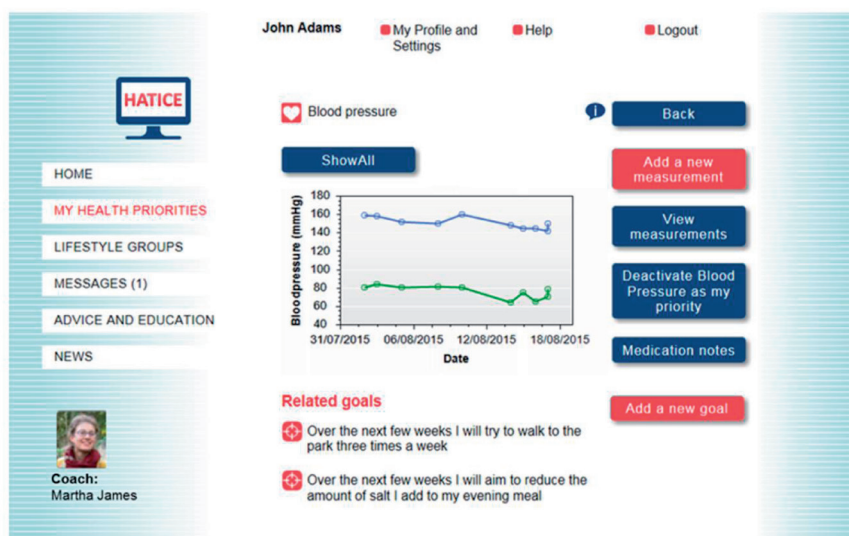 John Adams
My Profile and
Settings
Help
Logout
HATICE
HOME
MY HEALTH PRIORITIES
LIFESTYLE GROUPS
MESSAGES (1)
ADVICE AND EDUCATION
NEWS
Coach:
Martha James
Blood pressure
i
Back
ShowAll
Add a new
measurement
View
measurements
Deactivate Blood
Pressure as my
priority
Medication notes
Bloodpressure (mmHg)
180
160
140
120
100
80
60
40
31/07/2015 06/08/2015 12/08/2015 18/08/2015
Date
Related goals
Add a new goal
Over the next few weeks I will try to walk to the
park three times a week
Over the next few weeks I will aim to reduce the
amount of salt I add to my evening meal